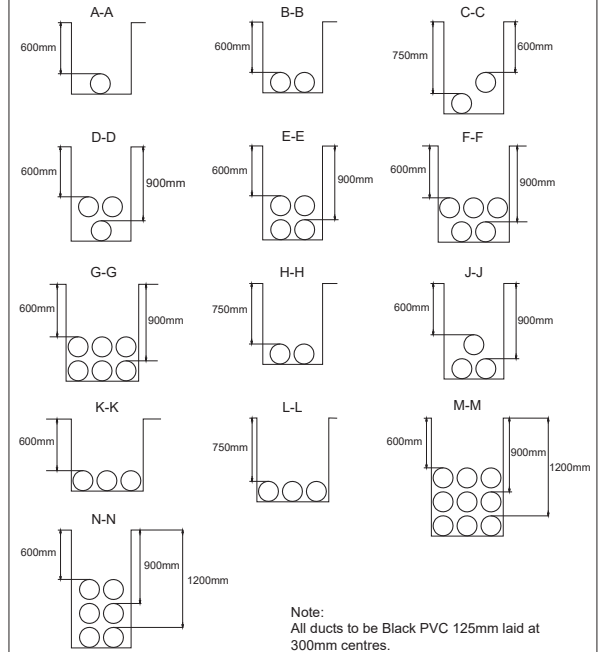 A-A
B-B
C-C
600mm
600mm
750mm
600mm
D-D
E-E
F-F
600mm
900mm
600mm
900mm
600mm
900mm
G-G
H-H
J-J
600mm
900mm
750mm
600mm
900mm
K-K
L-L
M-M
600mm
750mm
600mm
900mm
1200mm
N-N
600mm
900mm
1200mm
Note:
All ducts to be Black PVC 125mm laid at
300mm centres.